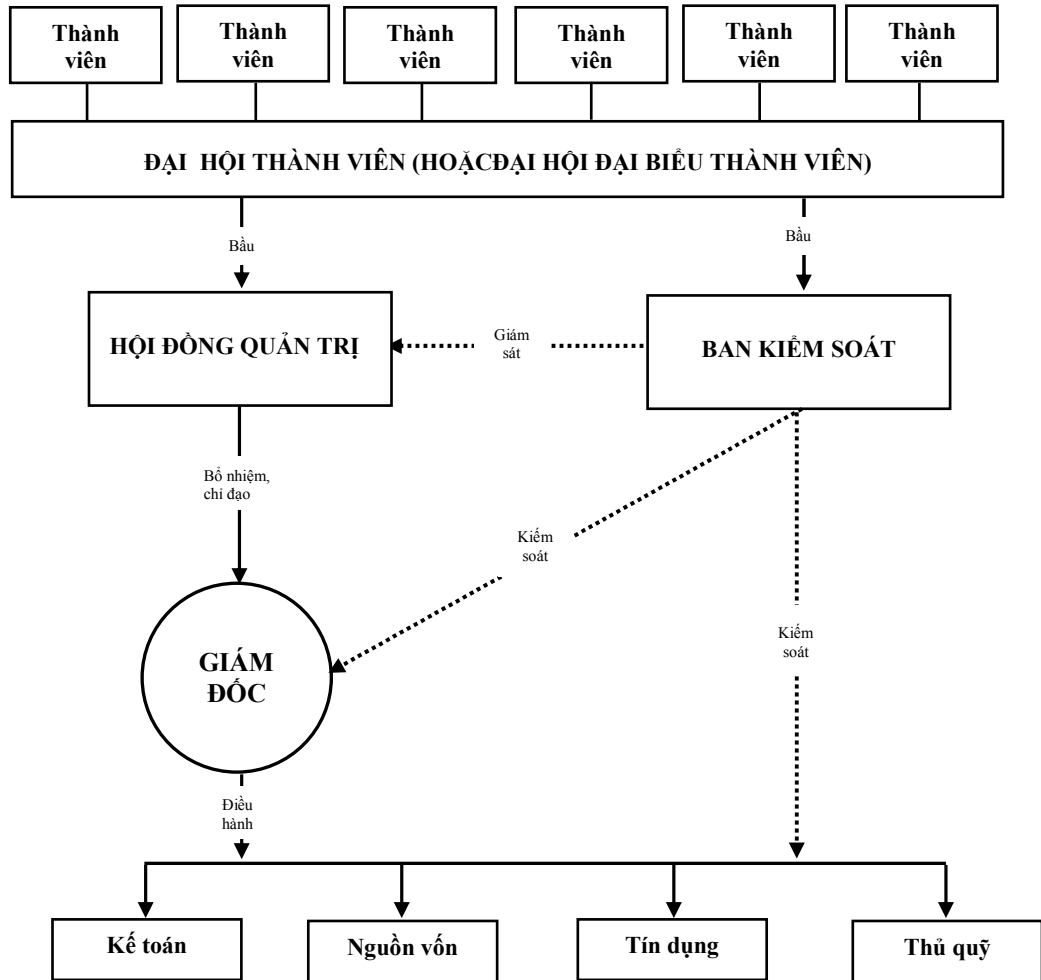 Thành
viên
Thành
viên
Thành
viên
Thành
viên
Thành
viên
Thành
viên
ĐẠI HỘI THÀNH VIÊN (HOẶCĐẠI HỘI ĐẠI BIỂU THÀNH VIÊN)
Bầu
Bầu
HỘI ĐỒNG QUẢN TRỊ
Giám
sát
BAN KIỂM SOÁT
Bổ nhiệm,
chỉ đạo
Kiểm
soát
Kiểm
soát
GIÁM
ĐỐC
Điều
hành
Kế toán
Nguồn vốn
Tín dụng
Thủ quỹ